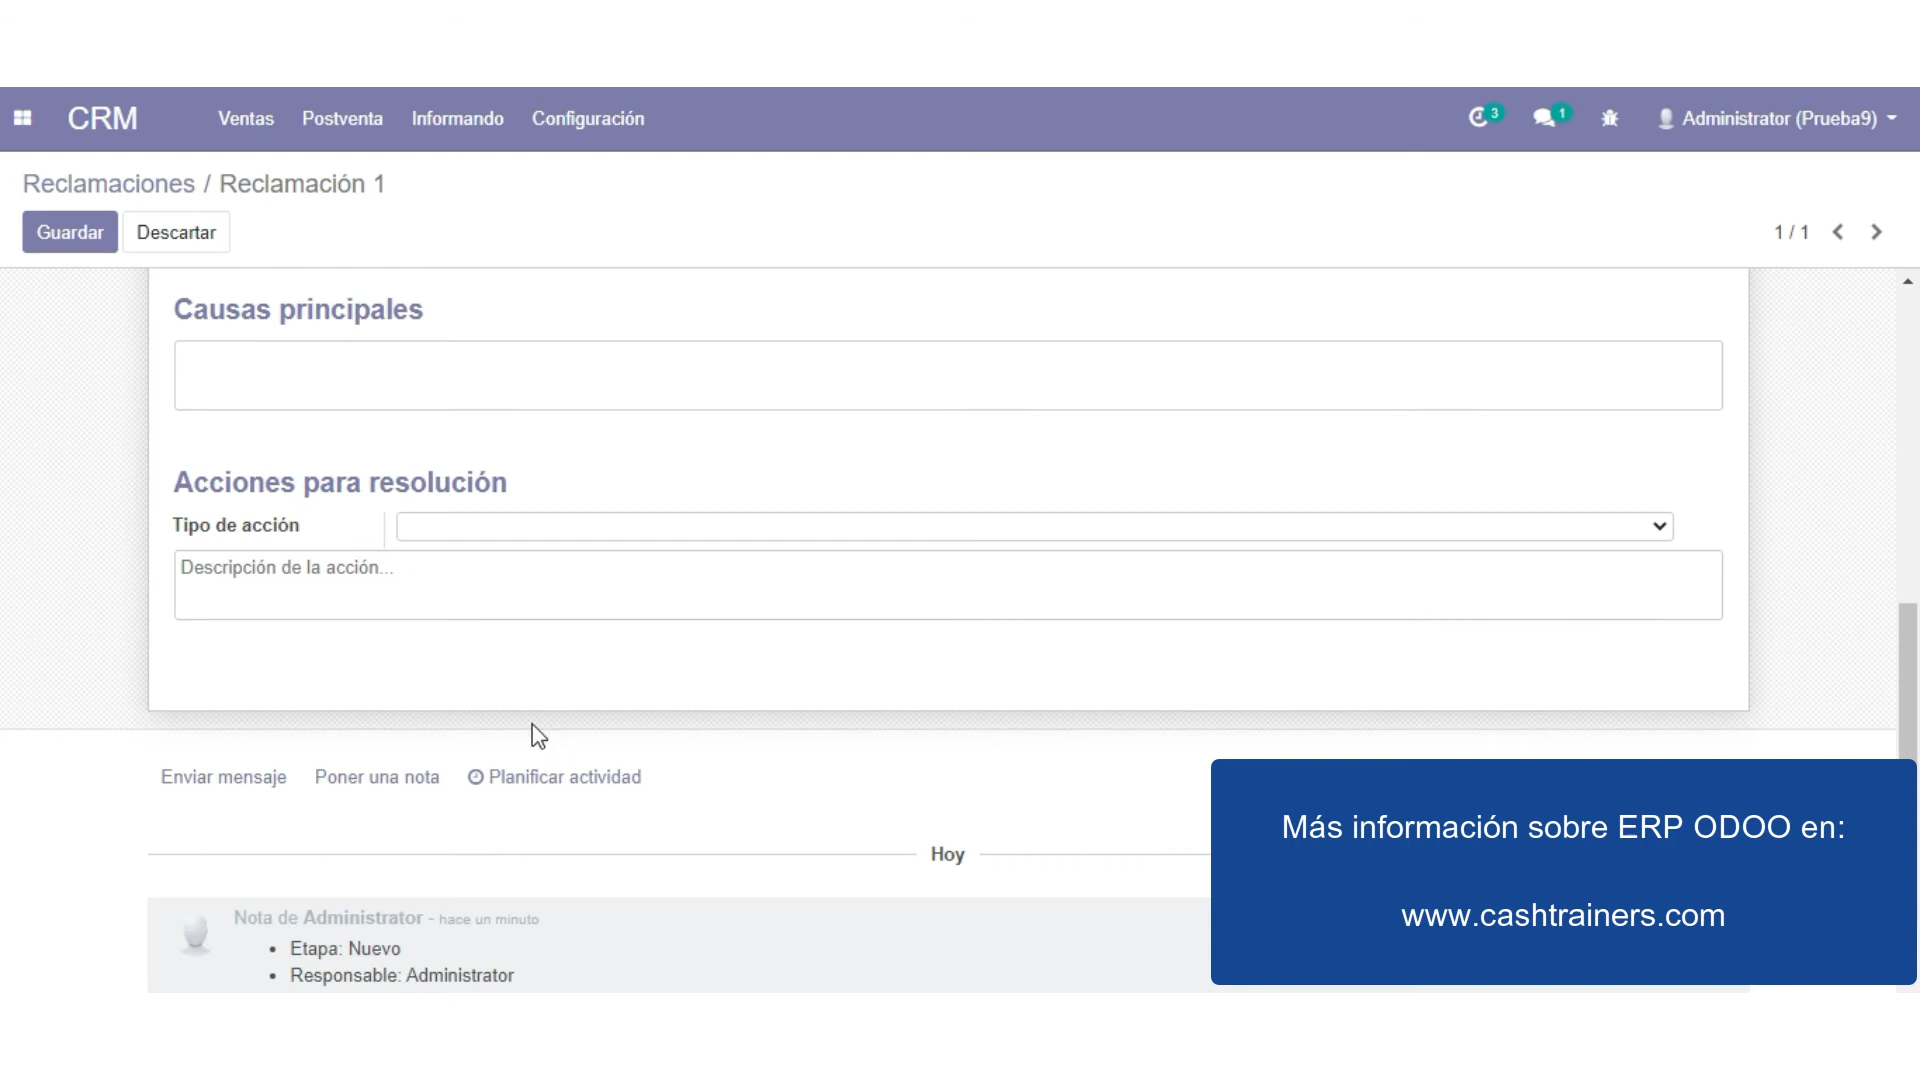 CRM Ventas Postventa Informando Configuración 3 1 Administrator (Prueba9)
Reclamaciones / Reclamación 1
Guardar Descartar 1 / 1
Causas principales
Acciones para resolución
Tipo de acción
Descripción de la acción...
Enviar mensaje Poner una nota Planificar actividad
Hoy
Nota de Administrator - hace un minuto
• Etapa: Nuevo
• Responsable: Administrator
Más información sobre ERP ODOO en:
www.cashtrainers.com